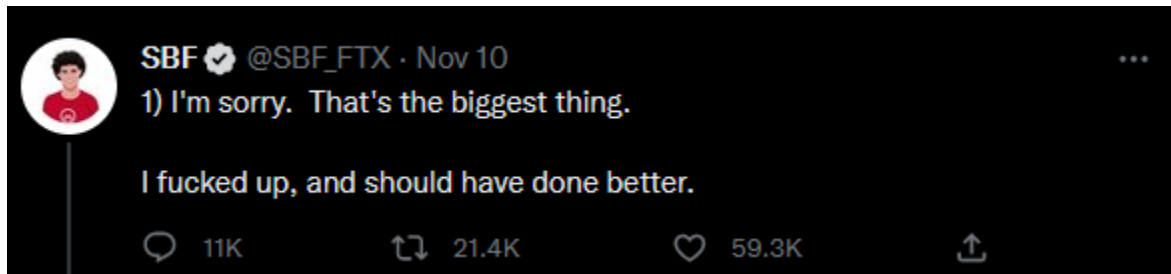 SBF @SBF_FTX · Nov 10
1) I'm sorry.  That's the biggest thing.
I fucked up, and should have done better.
11K 21.4K 59.3K